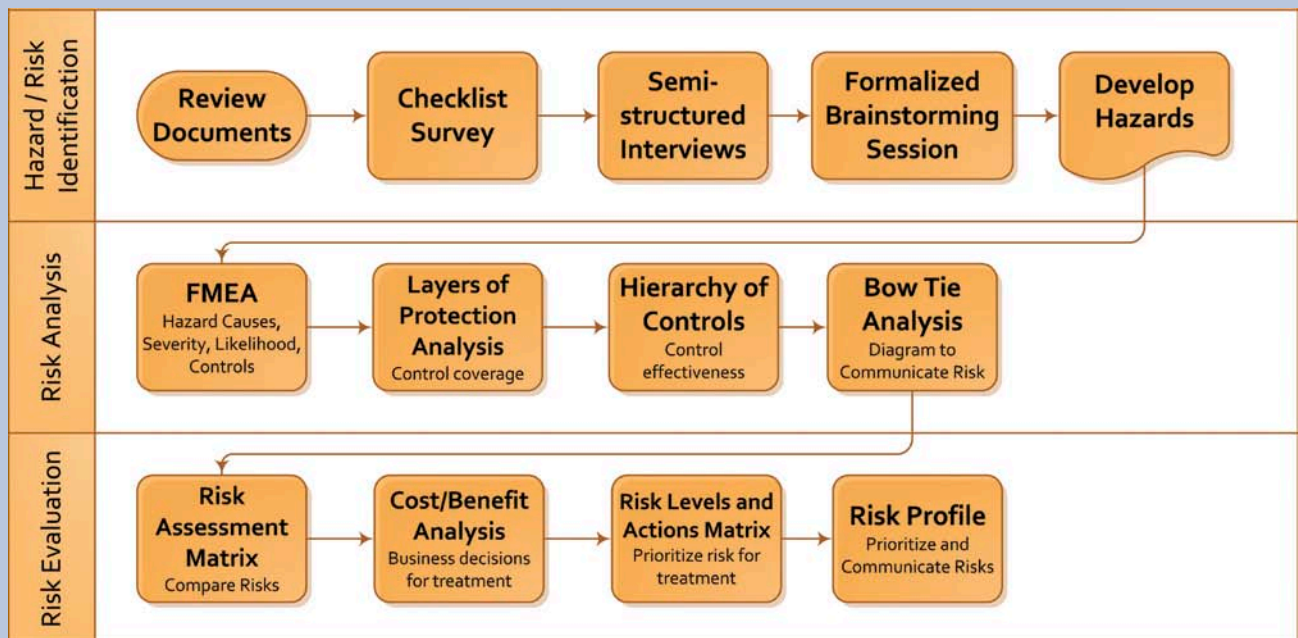 Hazard / Risk
Identification
Review
Documents
Checklist
Survey
Semi-
structured
Interviews
Formalized
Brainstorming
Session
Develop
Hazards
Risk Analysis
FMEA
Hazard Causes,
Severity, Likelihood,
Controls
Layers of
Protection
Analysis
Control coverage
Hierarchy of
Controls
Control
effectiveness
Bow Tie
Analysis
Diagram to
Communicate Risk
Risk Evaluation
Risk
Assessment
Matrix
Compare Risks
Cost/Benefit
Analysis
Business decisions
for treatment
Risk Levels and
Actions Matrix
Prioritize risk for
treatment
Risk Profile
Prioritize and
Communicate Risks